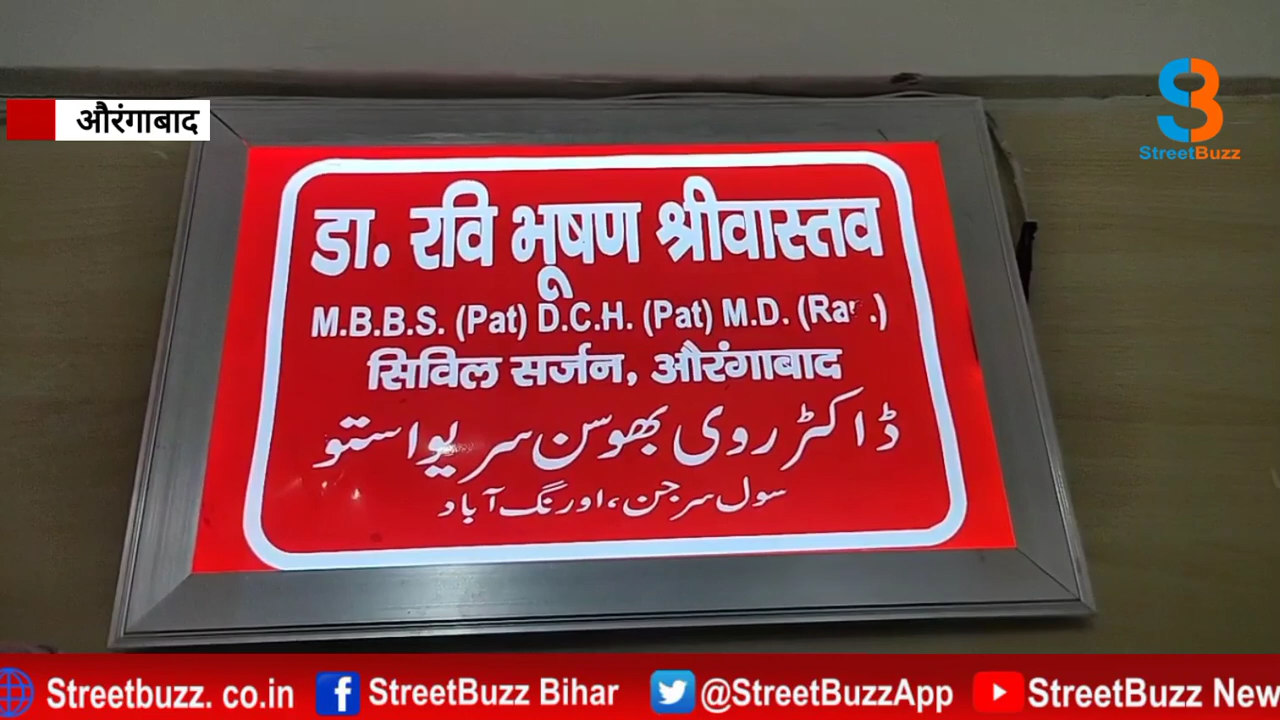 औरंगाबाद
StreetBuzz
डा. रवि भूषण श्रीवास्तव
M.B.B.S. (Pat) D.C.H. (Pat) M.D.
सिविल सर्जन, औरंगाबाद
ڈاکٹر روی بھوسن سریواستو
سول سرجن، اورنگ آباد
Streetbuzz. co.in
StreetBuzz Bihar
@StreetBuzzApp
StreetBuzz New